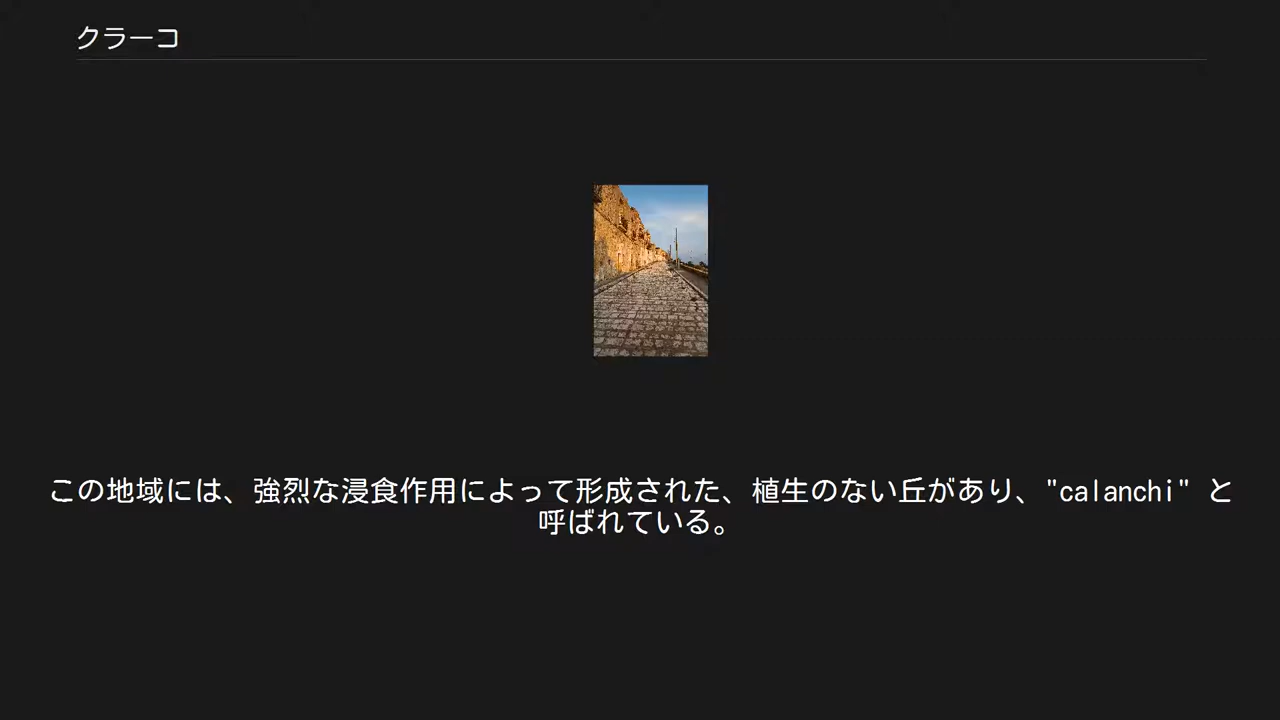 クラーコ
この地域には、強烈な浸食作用によって形成された、植生のない丘があり、"calanchi" と
呼ばれている。